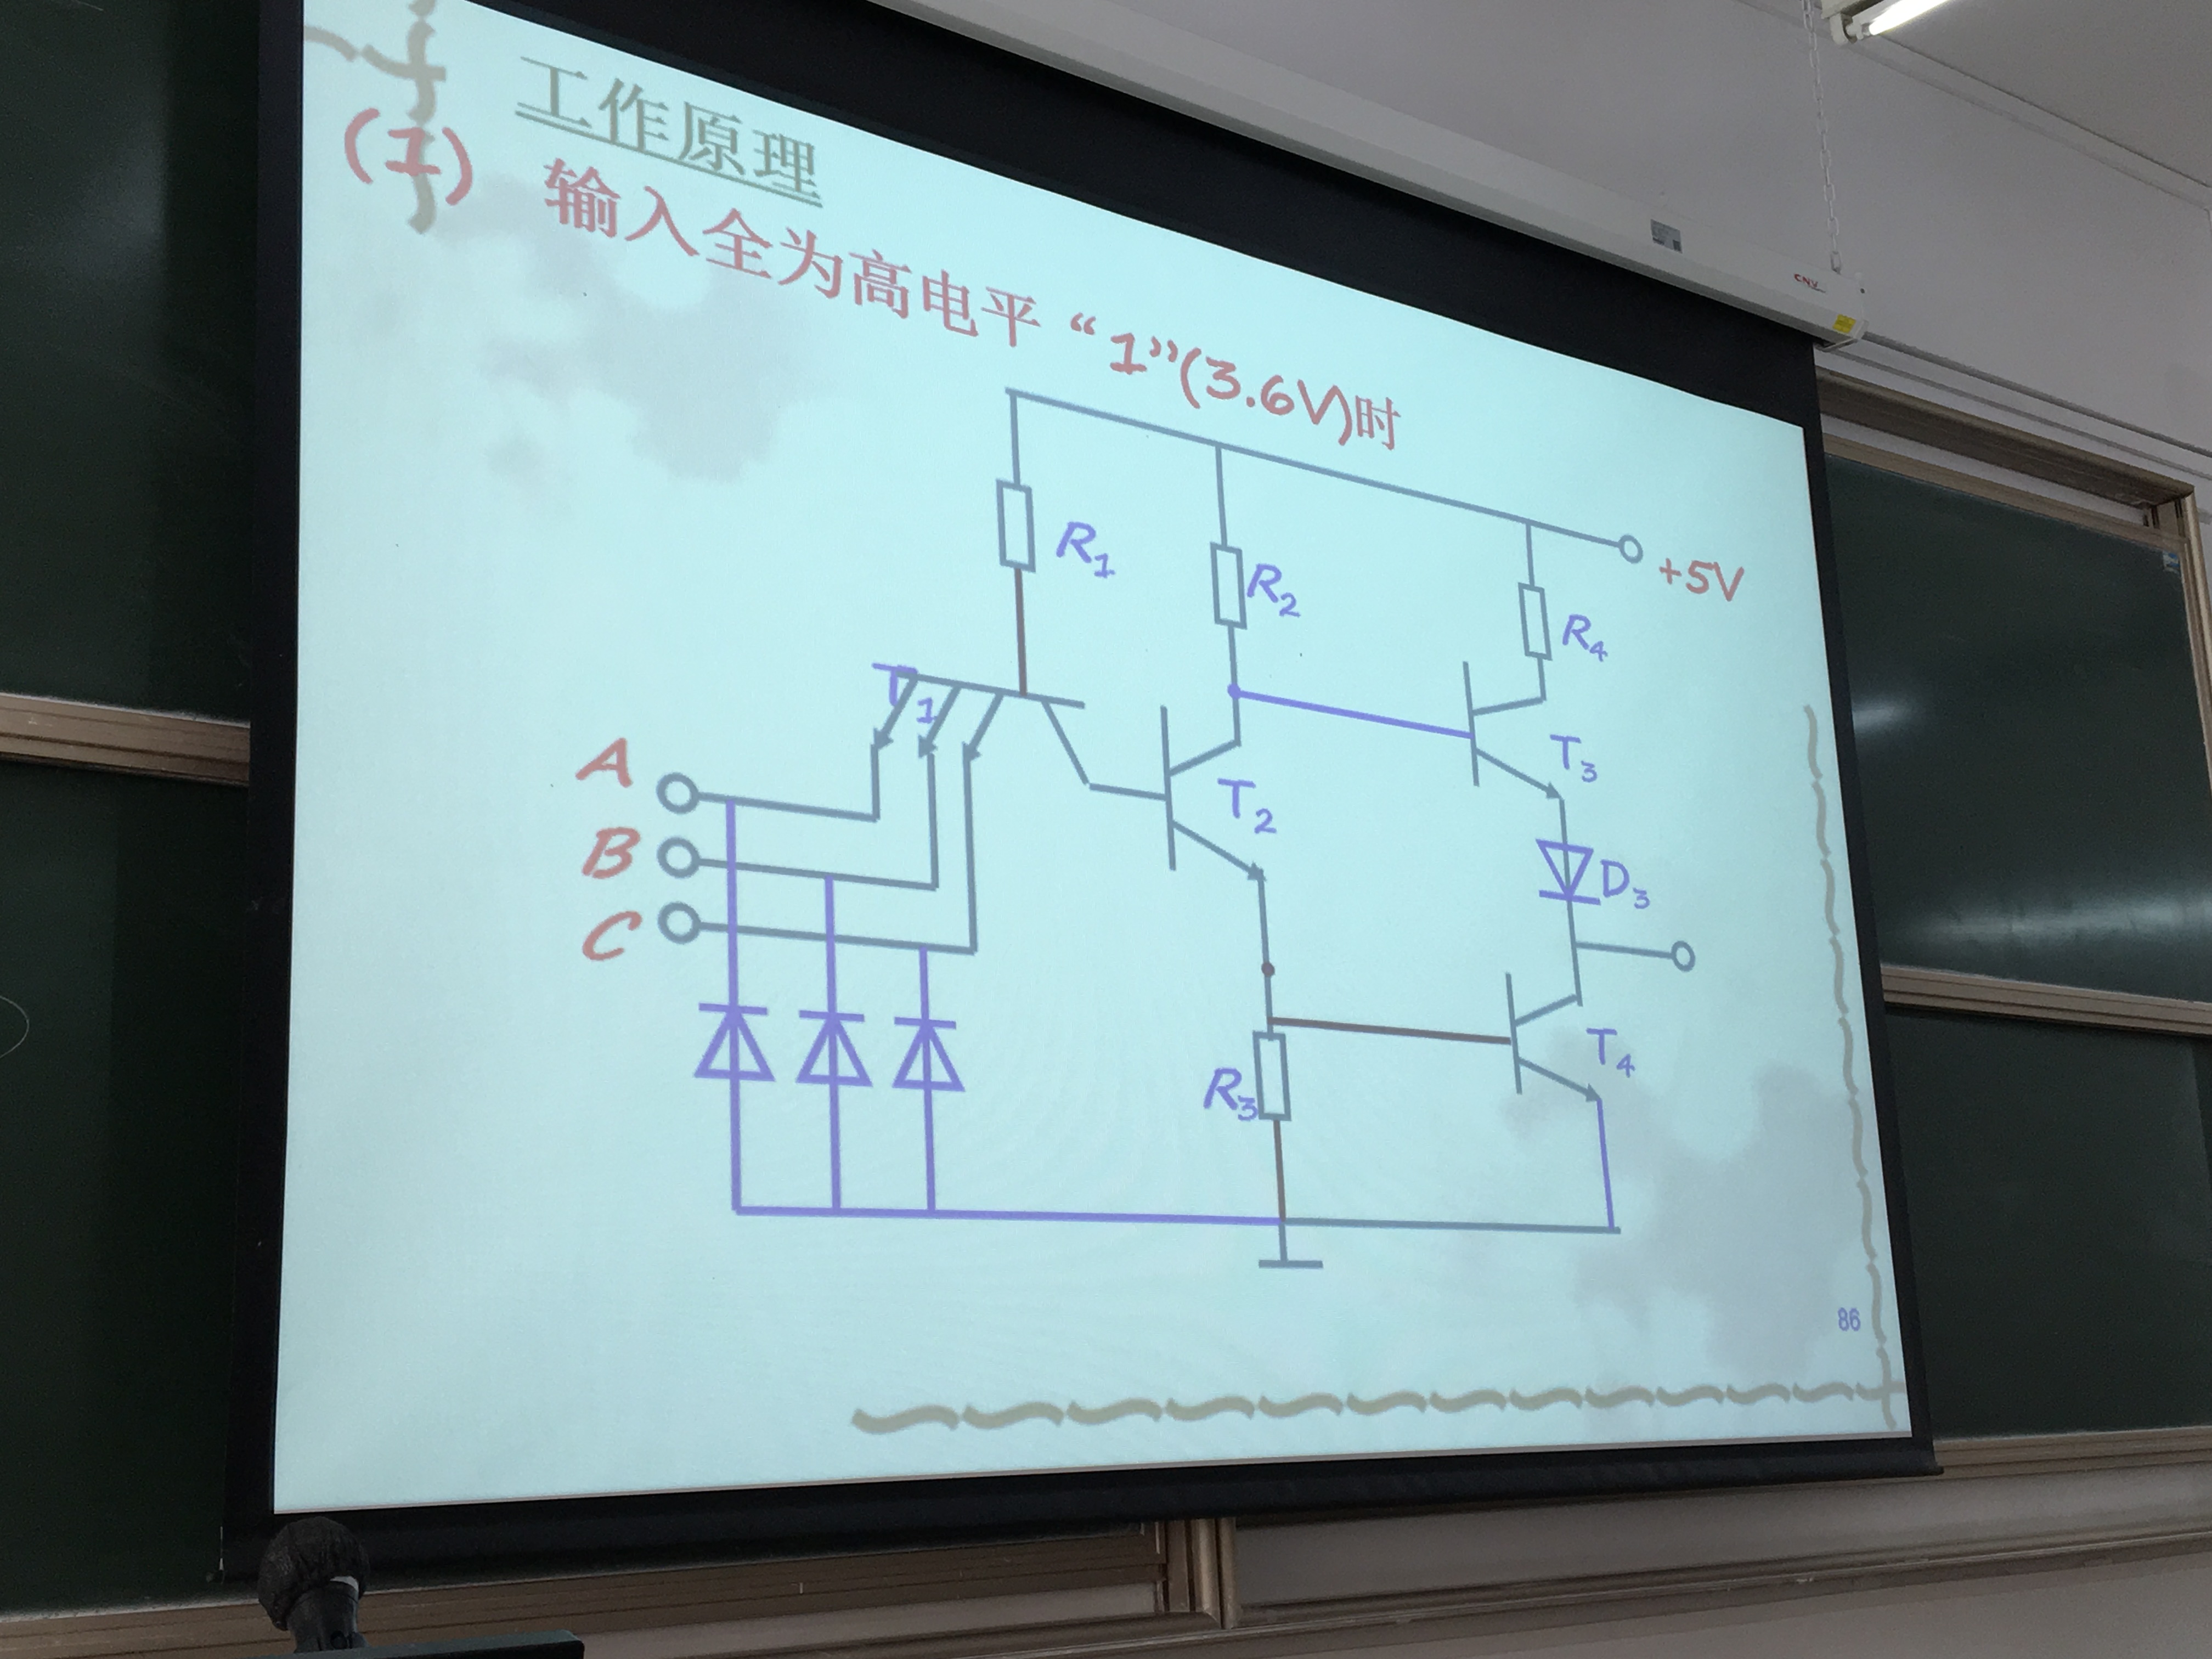 工作原理
(1) 输入全为高电平“1”(3.6V)时
CNV
R1
R2
+5V
R4
T1
T3
A
T2
B
D3
C
T4
R3
86